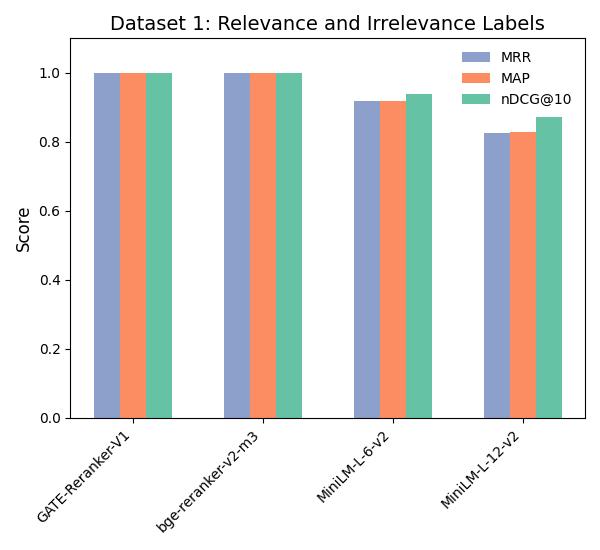 Dataset 1: Relevance and Irrelevance Labels
MRR
MAP
nDCG@10
Score
1.0
0.8
0.6
0.4
0.2
0.0
GATE-Reranker-V1
bge-reranker-v2-m3
MiniLM-L-6-v2
MiniLM-L-12-v2